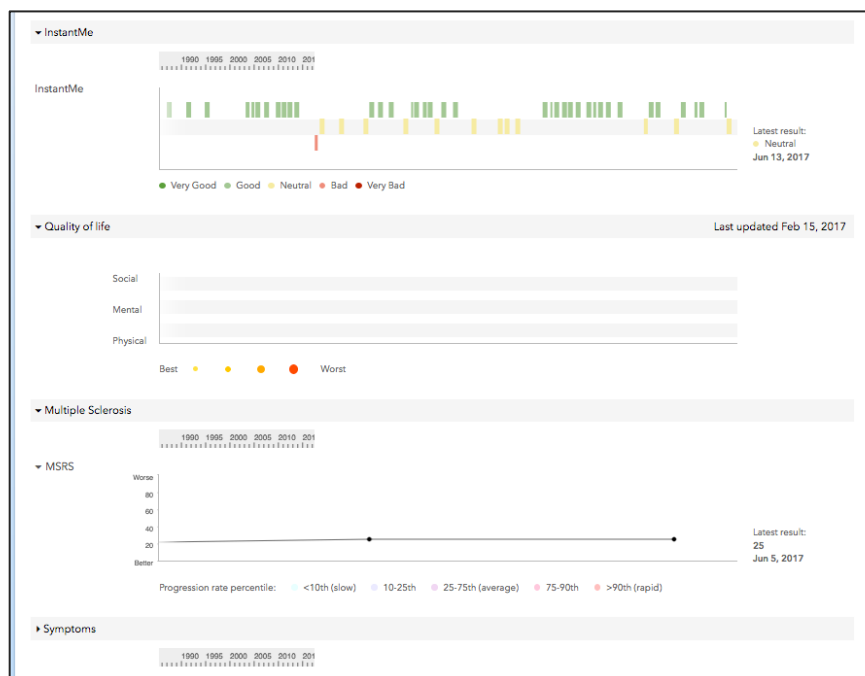 InstantMe
1990 1995 2000 2005 2010 201
InstantMe
Latest result:
Neutral
Jun 13, 2017
Very Good Good Neutral Bad Very Bad
Quality of life Last updated Feb 15, 2017
Social
Mental
Physical
Best Worst
Multiple Sclerosis
1990 1995 2000 2005 2010 201
MSRS
Worse
80
60
40
20
Better
Latest result:
25
Jun 5, 2017
Progression rate percentile: <10th (slow) 10-25th 25-75th (average) 75-90th >90th (rapid)
Symptoms
1990 1995 2000 2005 2010 201